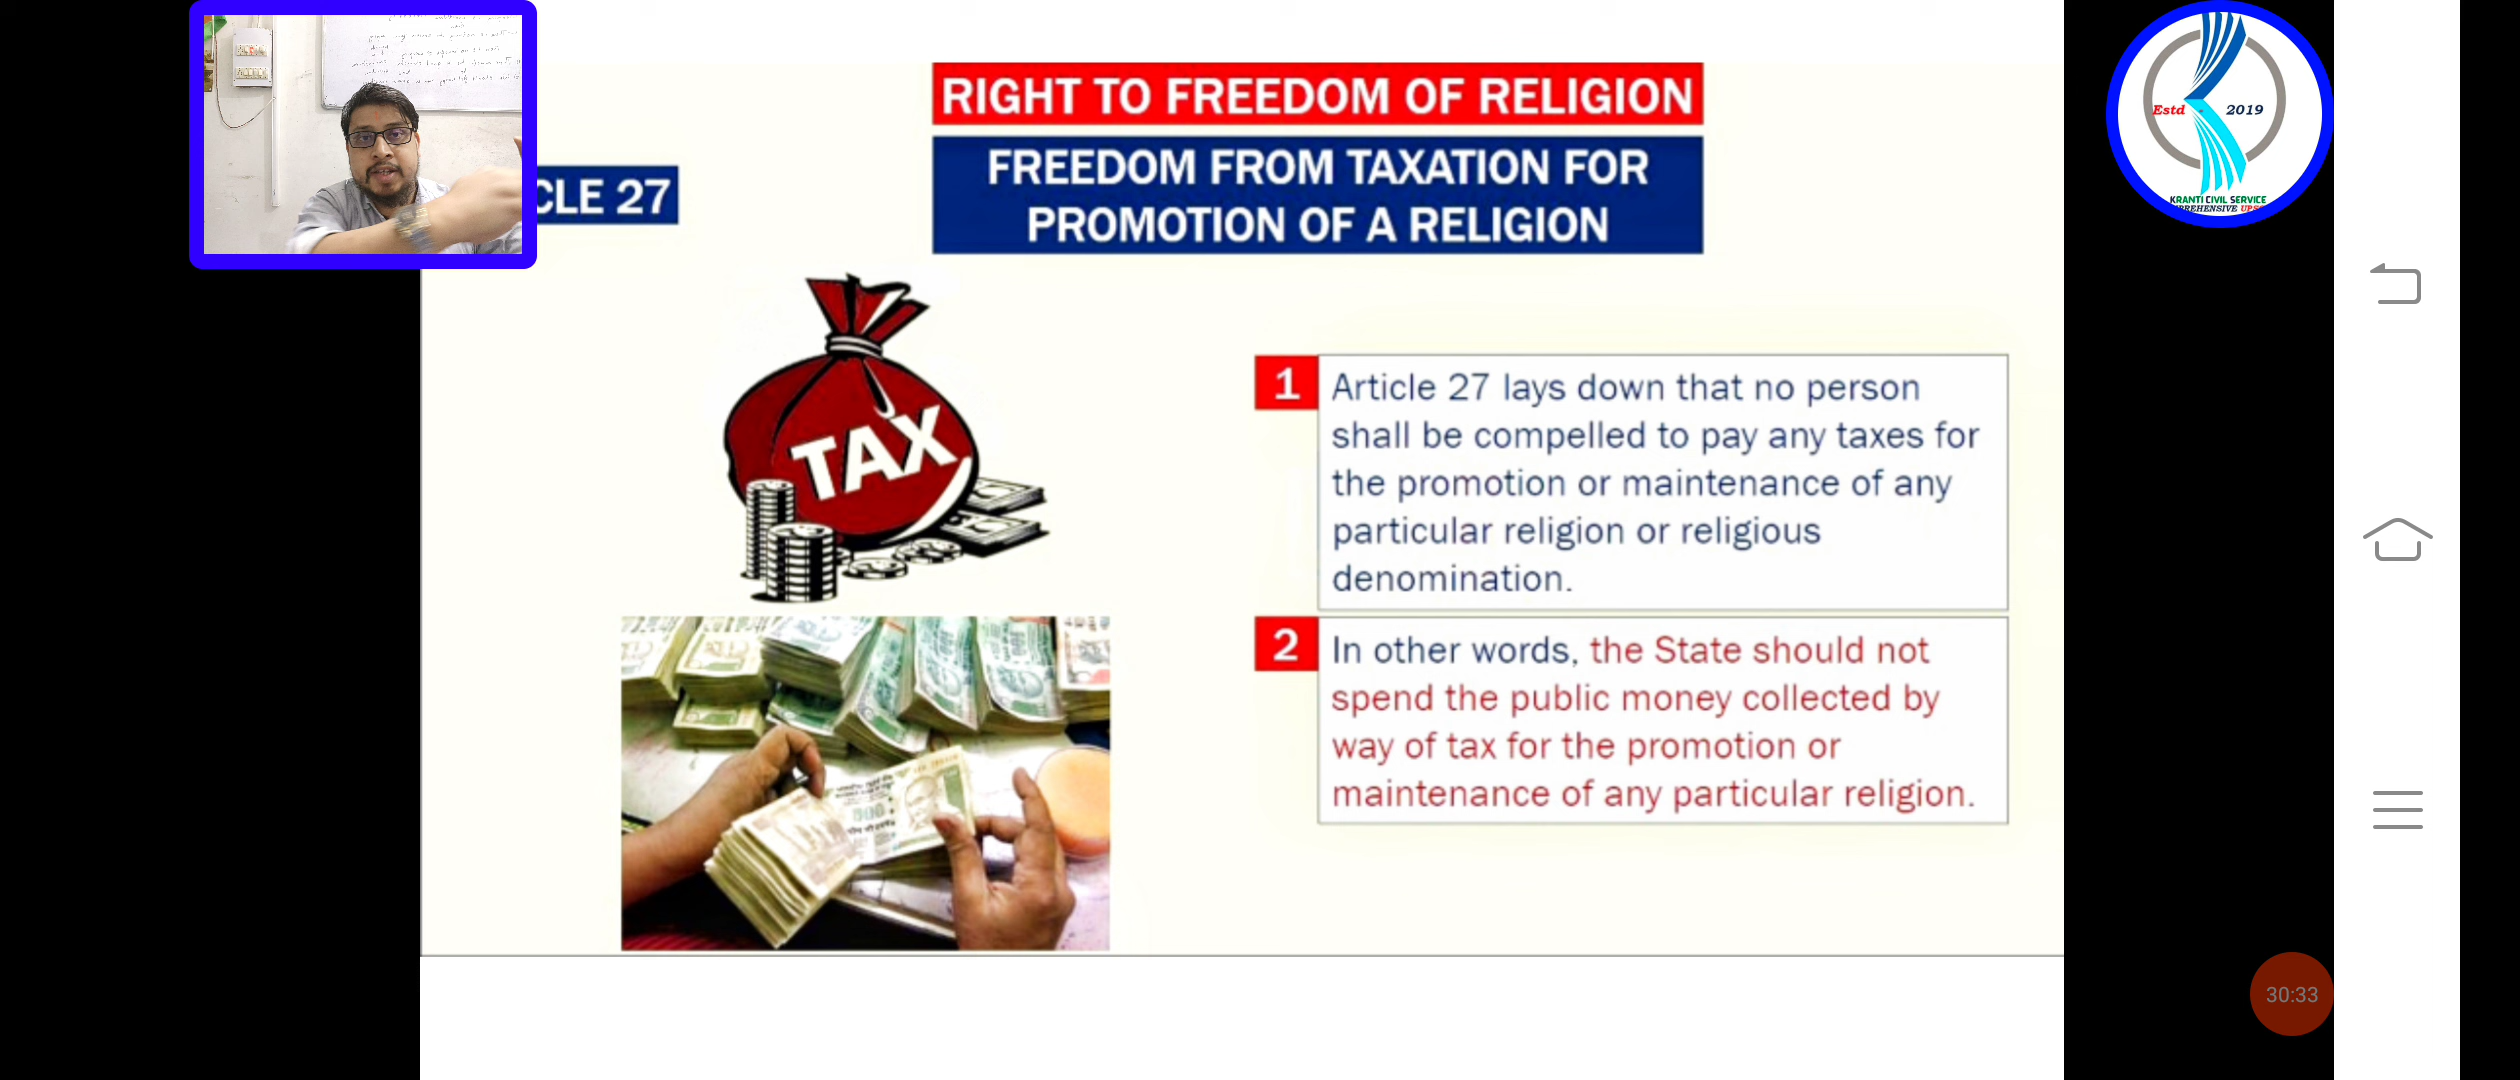 RIGHT TO FREEDOM OF RELIGION
CLE 27
FREEDOM FROM TAXATION FOR
PROMOTION OF A RELIGION
Estd 2019
KRANTI CIVIL SERVICE
PREHENSIVE UPS
TAX
1
Article 27 lays down that no person
shall be compelled to pay any taxes for
the promotion or maintenance of any
particular religion or religious
denomination.
2
In other words, the State should not
spend the public money collected by
way of tax for the promotion or
maintenance of any particular religion.
30:33